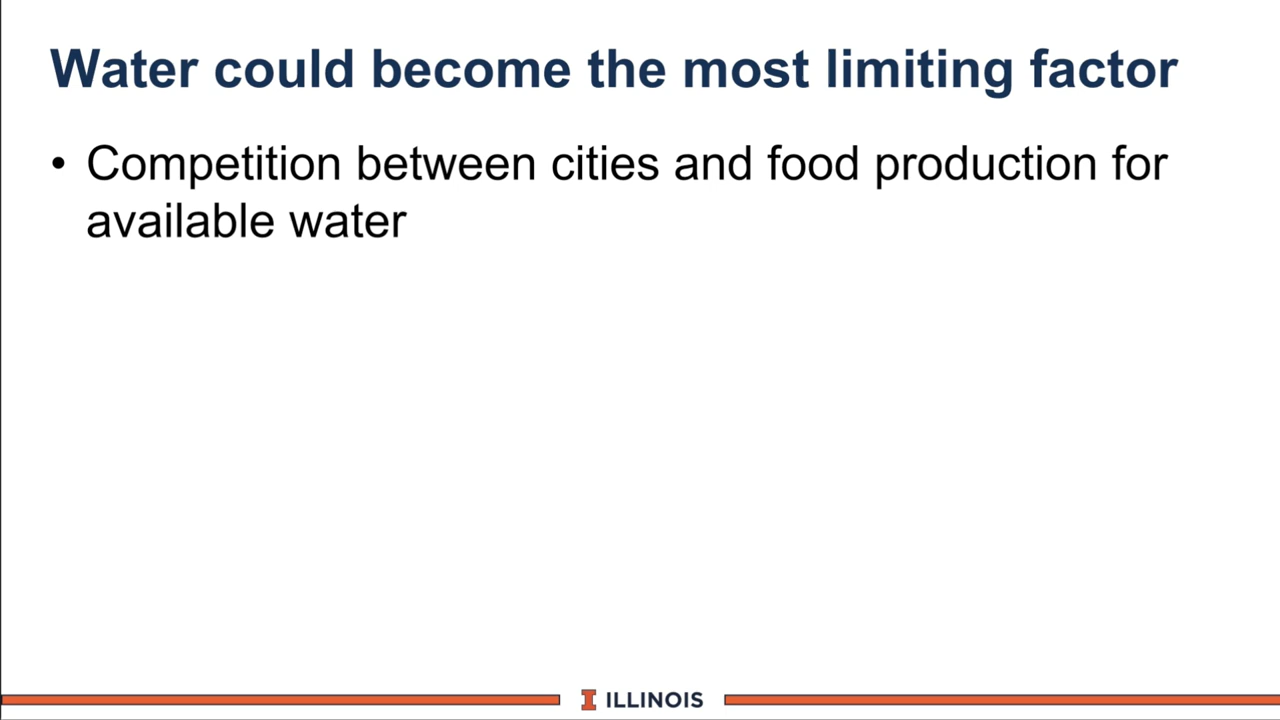 Water could become the most limiting factor
• Competition between cities and food production for
available water
ILLINOIS